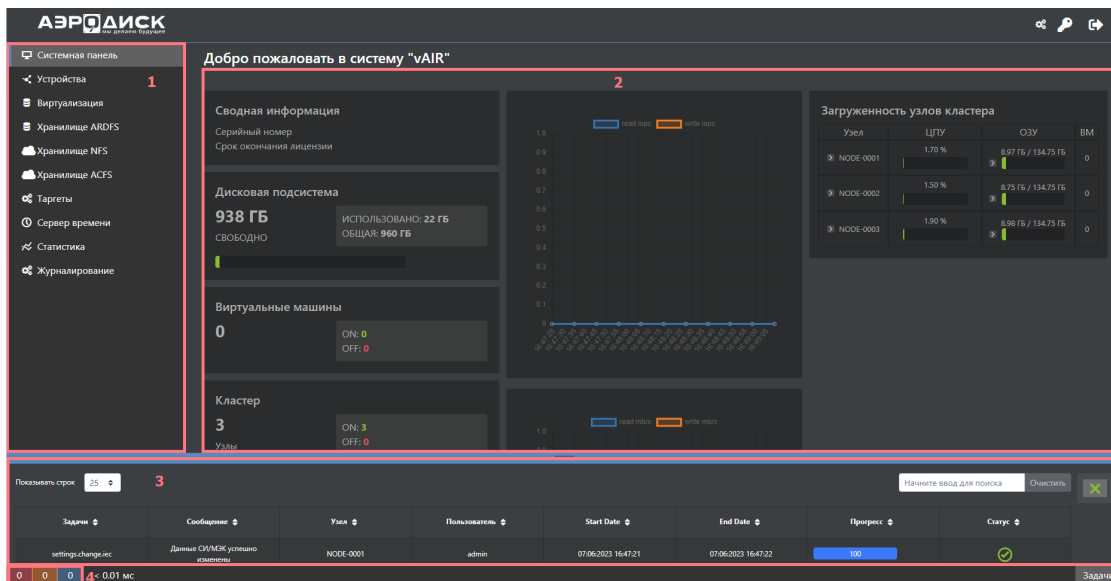 АЭРОДИСК
мы делаем будущее
Системная панель
1
Устройства
Виртуализация
Хранилище ARDFS
Хранилище NFS
Хранилище ACFS
Таргеты
Сервер времени
Статистика
Журналирование
Добро пожаловать в систему "vAIR"
2
Сводная информация
Серийный номер
Срок окончания лицензии
Дисковая подсистема
938 ГБ
СВОБОДНО
ИСПОЛЬЗОВАНО: 22 ГБ
ОБЩАЯ: 960 ГБ
Виртуальные машины
0
ON: 0
OFF: 0
Кластер
3
Узлы
ON: 3
OFF: 0
read iops write iops
1.0
0.9
0.8
0.7
0.6
0.5
0.4
0.3
0.2
0.1
0
read mb/s write mb/s
1.0
Загруженность узлов кластера
Узел ЦПУ ОЗУ ВМ
NODE-0001 1.70 % 8.97 ГБ / 134.75 ГБ 0
NODE-0002 1.50 % 8.75 ГБ / 134.75 ГБ 0
NODE-0003 1.90 % 8.98 ГБ / 134.75 ГБ 0
Показывать строк 25 3 Начните ввод для поиска Очистить
Задачи Сообщение Узел Пользователь Start Date End Date Прогресс Статус
settings.change.iec Данные СИ/МЭК успешно изменены NODE-0001 admin 07:06:2023 16:47:21 07:06:2023 16:47:22 100
0 0 0 4 < 0.01 мс Задачи